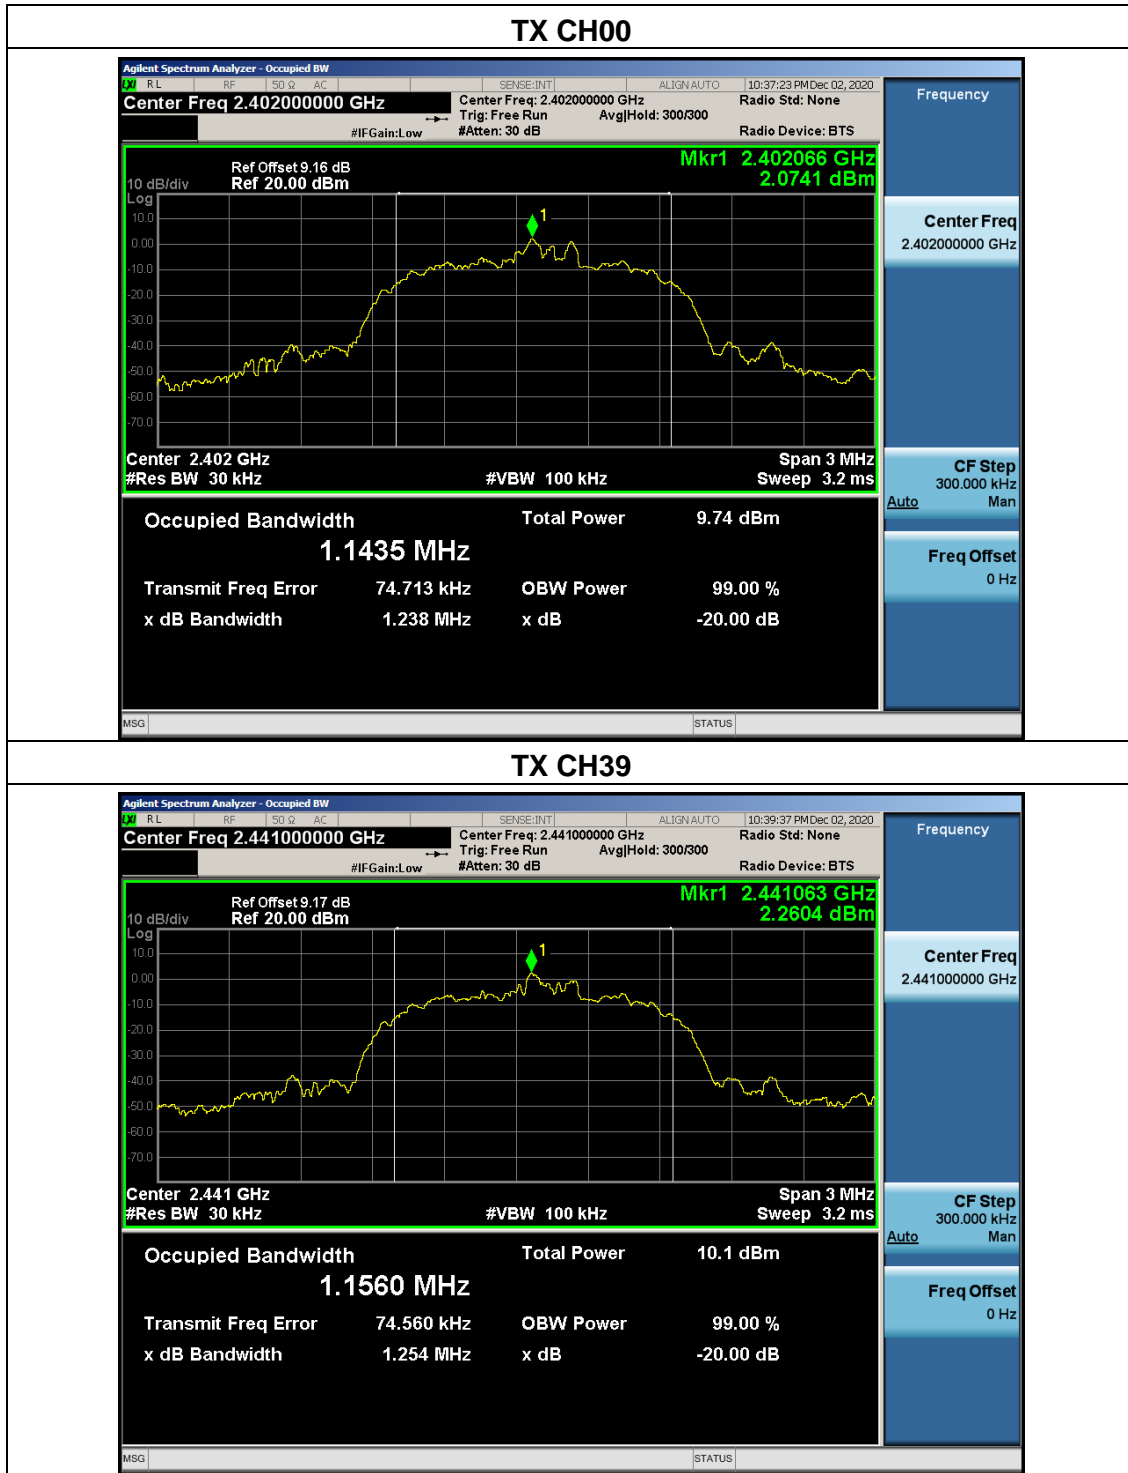 TX CH00
Agilent Spectrum Analyzer - Occupied BW
LXI RL RF 50 Ω AC SENSE:INT ALIGN AUTO 10:37:23 PM Dec 02, 2020
Center Freq 2.402000000 GHz
Center Freq: 2.402000000 GHz Radio Std: None
Trig: Free Run Avg|Hold: 300/300
#IFGain:Low #Atten: 30 dB Radio Device: BTS
Frequency
Mkr1 2.402066 GHz
2.0741 dBm
Ref Offset 9.16 dB
10 dB/div Ref 20.00 dBm
Log
10.0
0.00
-10.0
-20.0
-30.0
-40.0
-50.0
-60.0
-70.0
1
Center Freq
2.402000000 GHz
Center 2.402 GHz Span 3 MHz
#Res BW 30 kHz #VBW 100 kHz Sweep 3.2 ms
CF Step
300.000 kHz
Auto Man
Occupied Bandwidth Total Power 9.74 dBm
1.1435 MHz
Transmit Freq Error 74.713 kHz OBW Power 99.00 %
x dB Bandwidth 1.238 MHz x dB -20.00 dB
Freq Offset
0 Hz
MSG STATUS
TX CH39
Agilent Spectrum Analyzer - Occupied BW
LXI RL RF 50 Ω AC SENSE:INT ALIGN AUTO 10:39:37 PM Dec 02, 2020
Center Freq 2.441000000 GHz
Center Freq: 2.441000000 GHz Radio Std: None
Trig: Free Run Avg|Hold: 300/300
#IFGain:Low #Atten: 30 dB Radio Device: BTS
Frequency
Mkr1 2.441063 GHz
2.2604 dBm
Ref Offset 9.17 dB
10 dB/div Ref 20.00 dBm
Log
10.0
0.00
-10.0
-20.0
-30.0
-40.0
-50.0
-60.0
-70.0
1
Center Freq
2.441000000 GHz
Center 2.441 GHz Span 3 MHz
#Res BW 30 kHz #VBW 100 kHz Sweep 3.2 ms
CF Step
300.000 kHz
Auto Man
Occupied Bandwidth Total Power 10.1 dBm
1.1560 MHz
Transmit Freq Error 74.560 kHz OBW Power 99.00 %
x dB Bandwidth 1.254 MHz x dB -20.00 dB
Freq Offset
0 Hz
MSG STATUS